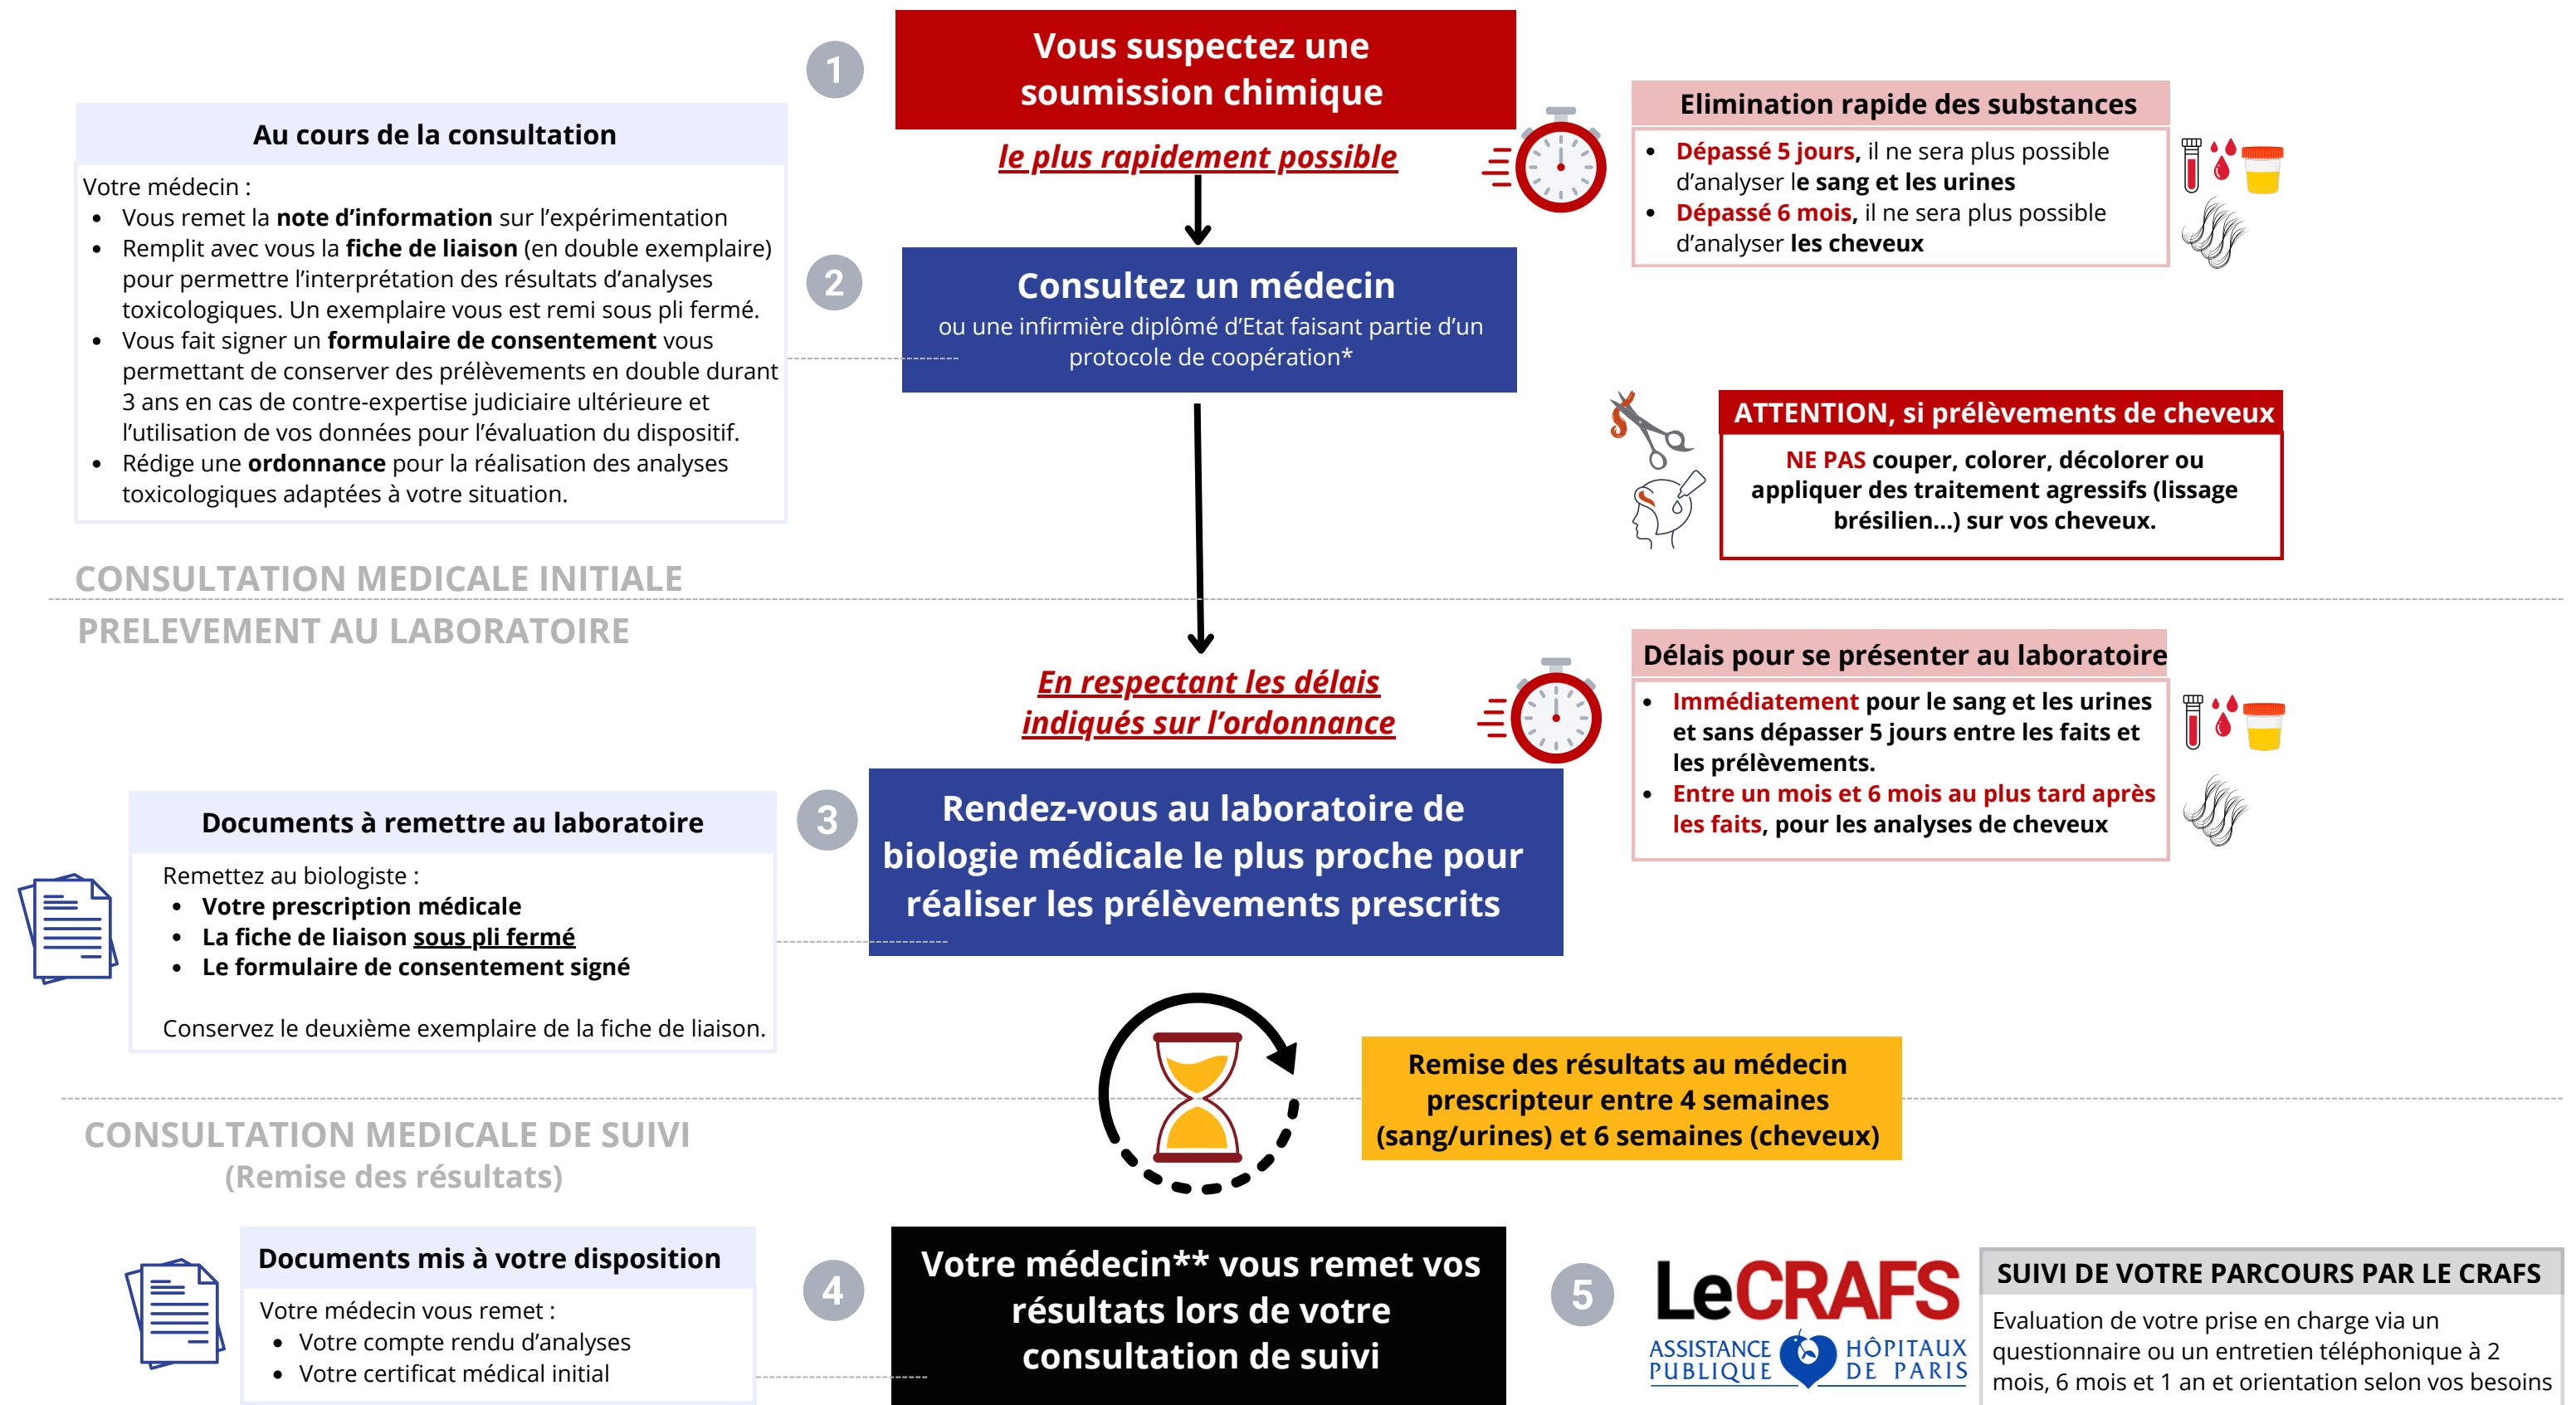 1
Vous suspectez une
soumission chimique
le plus rapidement possible
Elimination rapide des substances
• Dépassé 5 jours, il ne sera plus possible
d'analyser le sang et les urines
• Dépassé 6 mois, il ne sera plus possible
d'analyser les cheveux
Au cours de la consultation
Votre médecin :
• Vous remet la note d'information sur l'expérimentation
• Remplit avec vous la fiche de liaison (en double exemplaire)
pour permettre l'interprétation des résultats d'analyses
toxicologiques. Un exemplaire vous est remi sous pli fermé.
• Vous fait signer un formulaire de consentement vous
permettant de conserver des prélèvements en double durant
3 ans en cas de contre-expertise judiciaire ultérieure et
l'utilisation de vos données pour l'évaluation du dispositif.
• Rédige une ordonnance pour la réalisation des analyses
toxicologiques adaptées à votre situation.
2
Consultez un médecin
ou une infirmière diplômé d'Etat faisant partie d'un
protocole de coopération*
ATTENTION, si prélèvements de cheveux
NE PAS couper, colorer, décolorer ou
appliquer des traitement agressifs (lissage
brésilien...) sur vos cheveux.
CONSULTATION MEDICALE INITIALE
PRELEVEMENT AU LABORATOIRE
En respectant les délais
indiqués sur l'ordonnance
Délais pour se présenter au laboratoire
• Immédiatement pour le sang et les urines
et sans dépasser 5 jours entre les faits et
les prélèvements.
• Entre un mois et 6 mois au plus tard après
les faits, pour les analyses de cheveux
Documents à remettre au laboratoire
Remettez au biologiste :
• Votre prescription médicale
• La fiche de liaison sous pli fermé
• Le formulaire de consentement signé
Conservez le deuxième exemplaire de la fiche de liaison.
3
Rendez-vous au laboratoire de
biologie médicale le plus proche pour
réaliser les prélèvements prescrits
Remise des résultats au médecin
prescripteur entre 4 semaines
(sang/urines) et 6 semaines (cheveux)
CONSULTATION MEDICALE DE SUIVI
(Remise des résultats)
Documents mis à votre disposition
Votre médecin vous remet :
• Votre compte rendu d'analyses
• Votre certificat médical initial
4
Votre médecin** vous remet vos
résultats lors de votre
consultation de suivi
5
LeCRAFS
ASSISTANCE HÔPITAUX
PUBLIQUE DE PARIS
SUIVI DE VOTRE PARCOURS PAR LE CRAFS
Evaluation de votre prise en charge via un
questionnaire ou un entretien téléphonique à 2
mois, 6 mois et 1 an et orientation selon vos besoins